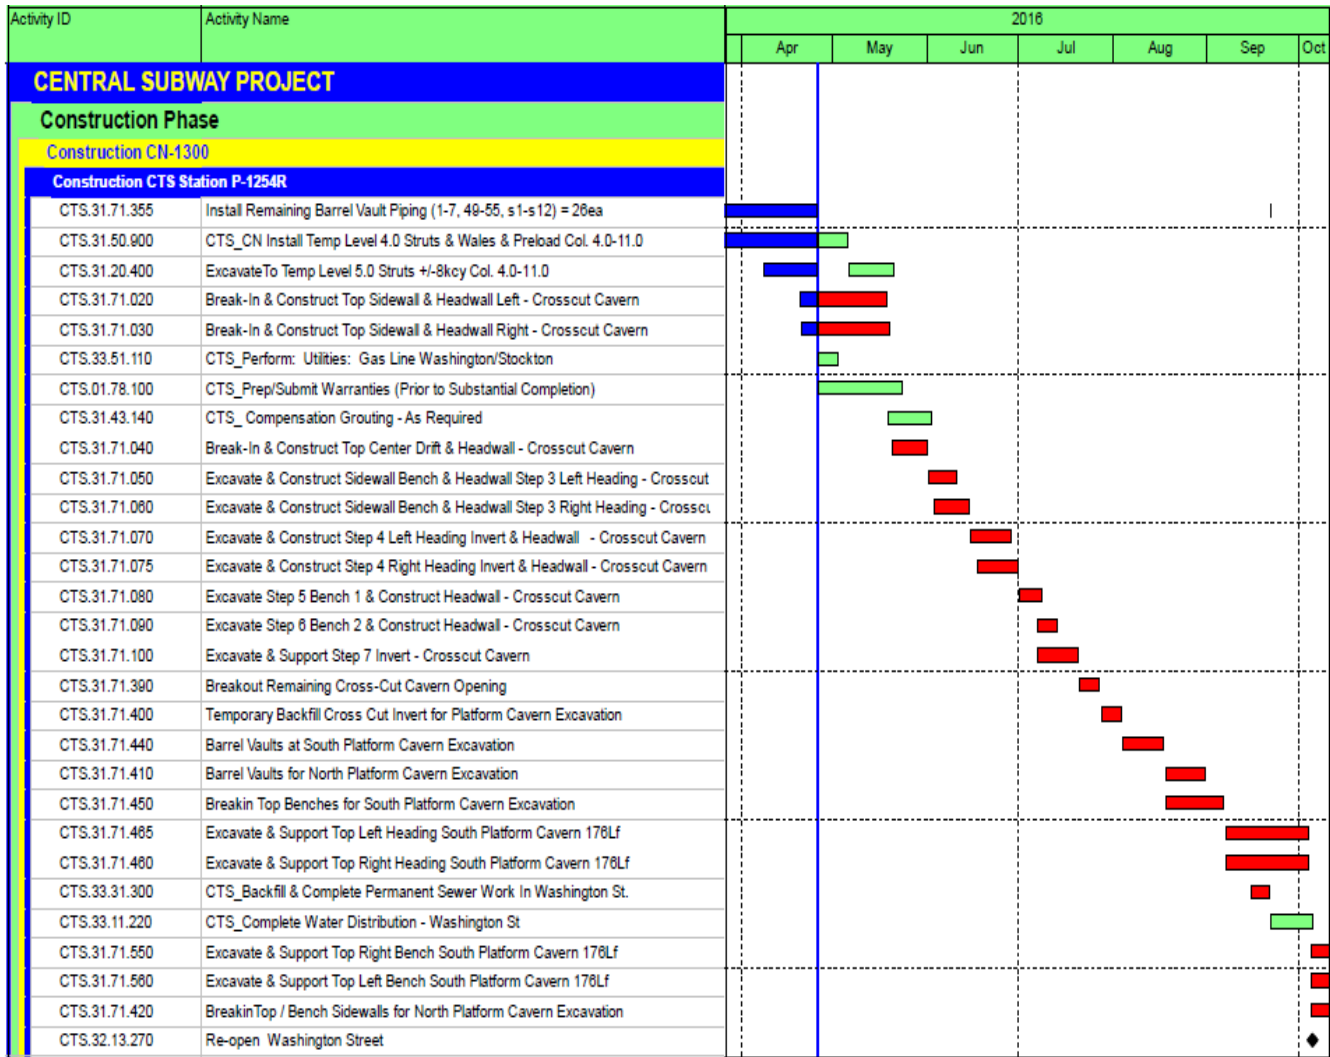 Activity ID Activity Name 2016
Apr May Jun Jul Aug Sep Oct
CENTRAL SUBWAY PROJECT
Construction Phase
Construction CN-1300
Construction CTS Station P-1254R
CTS.31.71.355 Install Remaining Barrel Vault Piping (1-7, 49-55, s1-s12) = 26ea
CTS.31.50.900 CTS_CN Install Temp Level 4.0 Struts & Wales & Preload Col. 4.0-11.0
CTS.31.20.400 ExcavateTo Temp Level 5.0 Struts +/-8kcy Col. 4.0-11.0
CTS.31.71.020 Break-In & Construct Top Sidewall & Headwall Left - Crosscut Cavern
CTS.31.71.030 Break-In & Construct Top Sidewall & Headwall Right - Crosscut Cavern
CTS.33.51.110 CTS_Perform: Utilities: Gas Line Washington/Stockton
CTS.01.78.100 CTS_Prep/Submit Warranties (Prior to Substantial Completion)
CTS.31.43.140 CTS_ Compensation Grouting - As Required
CTS.31.71.040 Break-In & Construct Top Center Drift & Headwall - Crosscut Cavern
CTS.31.71.050 Excavate & Construct Sidewall Bench & Headwall Step 3 Left Heading - Crosscut
CTS.31.71.060 Excavate & Construct Sidewall Bench & Headwall Step 3 Right Heading - Crosscu
CTS.31.71.070 Excavate & Construct Step 4 Left Heading Invert & Headwall - Crosscut Cavern
CTS.31.71.075 Excavate & Construct Step 4 Right Heading Invert & Headwall - Crosscut Cavern
CTS.31.71.080 Excavate Step 5 Bench 1 & Construct Headwall - Crosscut Cavern
CTS.31.71.090 Excavate Step 6 Bench 2 & Construct Headwall - Crosscut Cavern
CTS.31.71.100 Excavate & Support Step 7 Invert - Crosscut Cavern
CTS.31.71.390 Breakout Remaining Cross-Cut Cavern Opening
CTS.31.71.400 Temporary Backfill Cross Cut Invert for Platform Cavern Excavation
CTS.31.71.440 Barrel Vaults at South Platform Cavern Excavation
CTS.31.71.410 Barrel Vaults for North Platform Cavern Excavation
CTS.31.71.450 Breakin Top Benches for South Platform Cavern Excavation
CTS.31.71.465 Excavate & Support Top Left Heading South Platform Cavern 176Lf
CTS.31.71.460 Excavate & Support Top Right Heading South Platform Cavern 176Lf
CTS.33.31.300 CTS_Backfill & Complete Permanent Sewer Work In Washington St.
CTS.33.11.220 CTS_Complete Water Distribution - Washington St
CTS.31.71.550 Excavate & Support Top Right Bench South Platform Cavern 176Lf
CTS.31.71.560 Excavate & Support Top Left Bench South Platform Cavern 176Lf
CTS.31.71.420 BreakinTop / Bench Sidewalls for North Platform Cavern Excavation
CTS.32.13.270 Re-open Washington Street